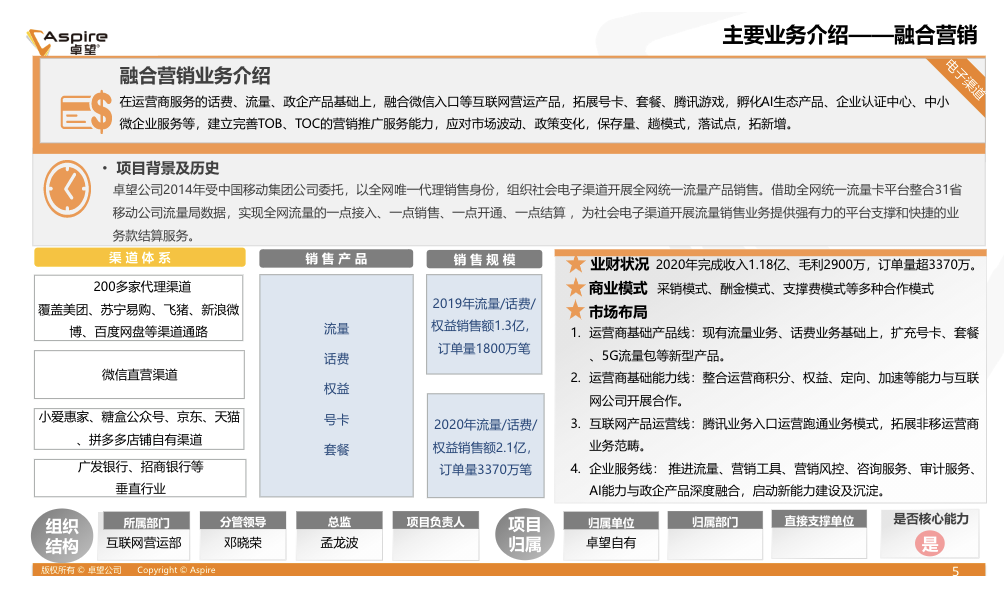 Aspire
卓望
主要业务介绍——融合营销
电子渠道
融合营销业务介绍
在运营商服务的话费、流量、政企产品基础上，融合微信入口等互联网营运产品，拓展号卡、套餐、腾讯游戏，孵化AI生态产品、企业认证中心、中小
微企业服务等，建立完善TOB、TOC的营销推广服务能力，应对市场波动、政策变化，保存量、趟模式，落试点，拓新增。
• 项目背景及历史
卓望公司2014年受中国移动集团公司委托，以全网唯一代理销售身份，组织社会电子渠道开展全网统一流量产品销售。借助全网统一流量卡平台整合31省
移动公司流量局数据，实现全网流量的一点接入、一点销售、一点开通、一点结算 ，为社会电子渠道开展流量销售业务提供强有力的平台支撑和快捷的业
务款结算服务。
渠道体系
200多家代理渠道
覆盖美团、苏宁易购、飞猪、新浪微
博、百度网盘等渠道通路
微信直营渠道
小爱惠家、糖盒公众号、京东、天猫
、拼多多店铺自有渠道
广发银行、招商银行等
垂直行业
销售产品
流量
话费
权益
号卡
套餐
销售规模
2019年流量/话费/
权益销售额1.3亿，
订单量1800万笔
2020年流量/话费/
权益销售额2.1亿，
订单量3370万笔
业财状况 2020年完成收入1.18亿、毛利2900万，订单量超3370万。
商业模式 采销模式、酬金模式、支撑费模式等多种合作模式
市场布局
1. 运营商基础产品线：现有流量业务、话费业务基础上，扩充号卡、套餐
、5G流量包等新型产品。
2. 运营商基础能力线：整合运营商积分、权益、定向、加速等能力与互联
网公司开展合作。
3. 互联网产品运营线：腾讯业务入口运营跑通业务模式，拓展非移运营商
业务范畴。
4. 企业服务线： 推进流量、营销工具、营销风控、咨询服务、审计服务、
AI能力与政企产品深度融合，启动新能力建设及沉淀。
组织
结构
所属部门
互联网营运部
分管领导
邓晓荣
总监
孟龙波
项目负责人
项目
归属
归属单位
卓望自有
归属部门
直接支撑单位
是否核心能力
是
版权所有 © 卓望公司 Copyright © Aspire
5